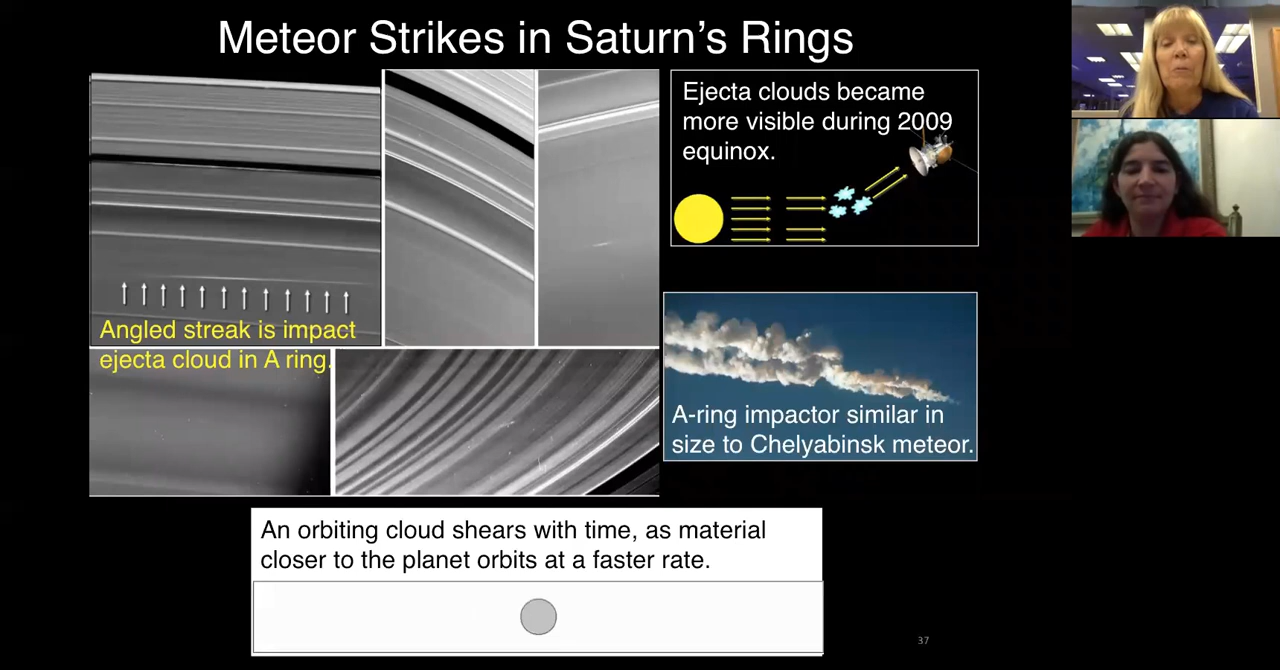 Meteor Strikes in Saturn's Rings
Angled streak is impact
ejecta cloud in A ring.
Ejecta clouds became
more visible during 2009
equinox.
A-ring impactor similar in
size to Chelyabinsk meteor.
An orbiting cloud shears with time, as material
closer to the planet orbits at a faster rate.
37